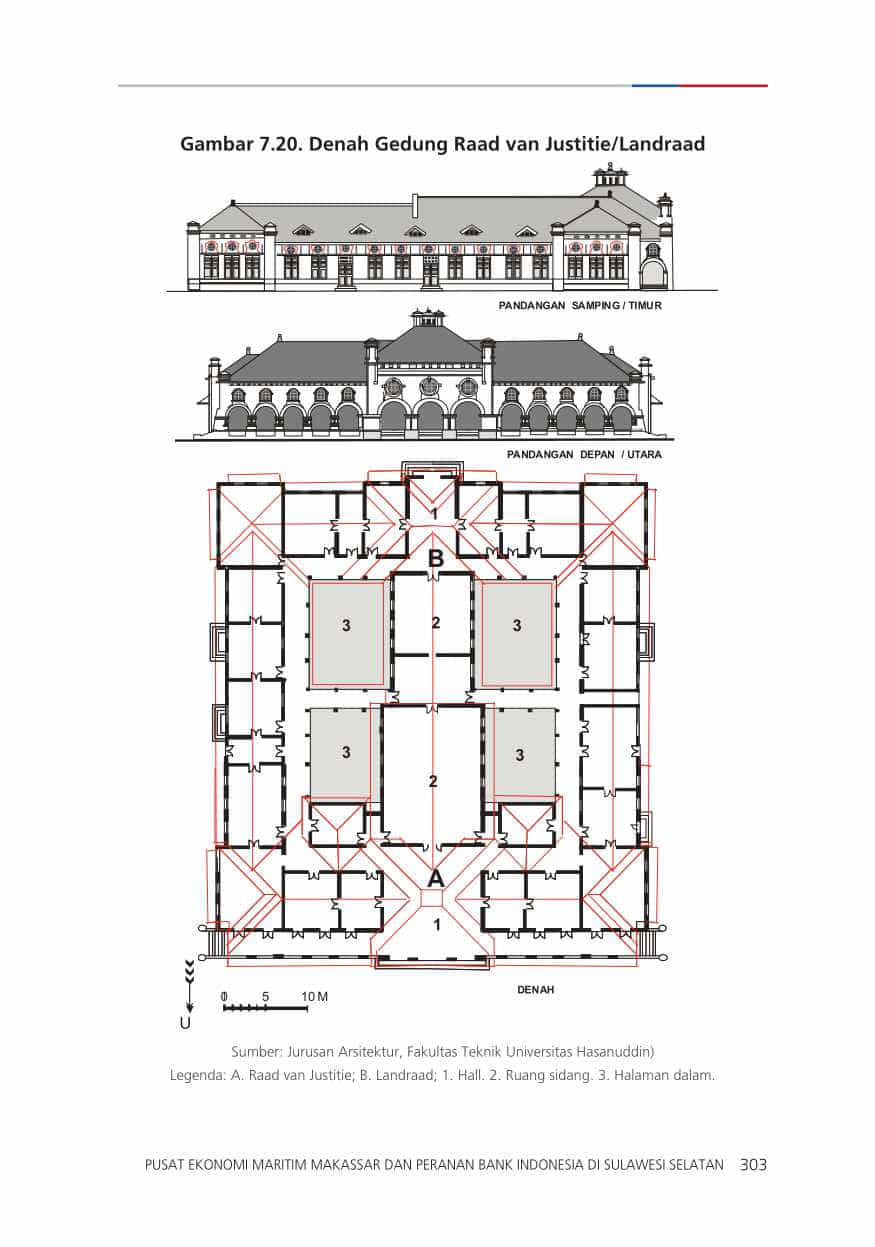 Gambar 7.20. Denah Gedung Raad van Justitie/Landraad
PANDANGAN SAMPING / TIMUR
PANDANGAN DEPAN / UTARA
1
B
3
2
3
3
2
3
A
1
DENAH
0 5 10 M
U
Sumber: Jurusan Arsitektur, Fakultas Teknik Universitas Hasanuddin)
Legenda: A. Raad van Justitie; B. Landraad; 1. Hall. 2. Ruang sidang. 3. Halaman dalam.
PUSAT EKONOMI MARITIM MAKASSAR DAN PERANAN BANK INDONESIA DI SULAWESI SELATAN 303